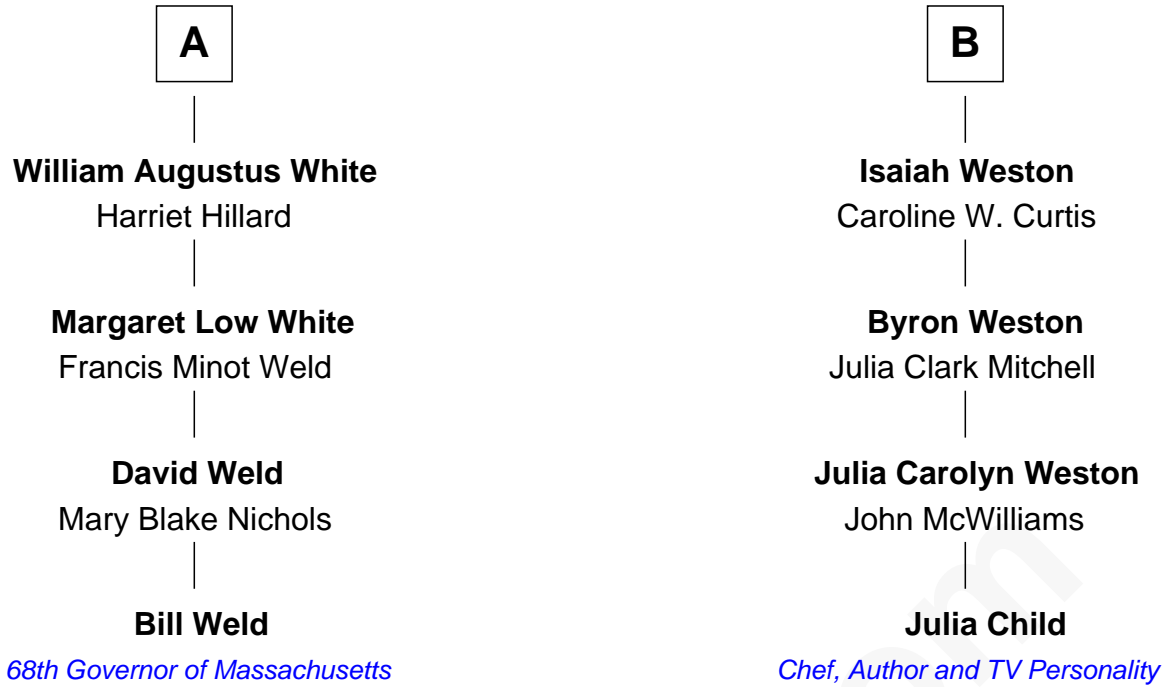 A
William Augustus White
Harriet Hillard
Margaret Low White
Francis Minot Weld
David Weld
Mary Blake Nichols
Bill Weld
68th Governor of Massachusetts
B
Isaiah Weston
Caroline W. Curtis
Byron Weston
Julia Clark Mitchell
Julia Carolyn Weston
John McWilliams
Julia Child
Chef, Author and TV Personality